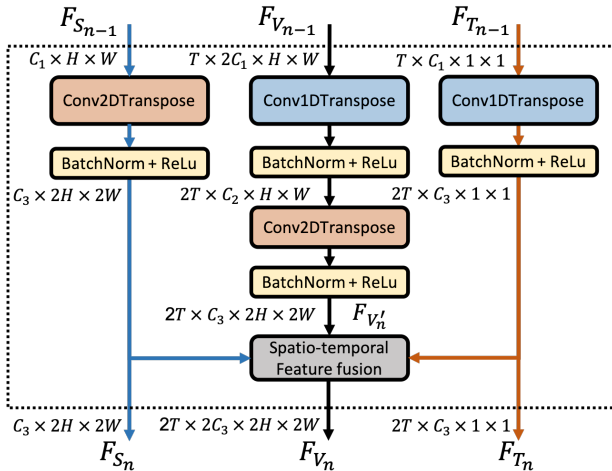 F_{S_{n-1}} F_{V_{n-1}} F_{T_{n-1}}
C_1 × H × W T × 2C_1 × H × W T × C_1 × 1 × 1
Conv2DTranspose Conv1DTranspose Conv1DTranspose
BatchNorm + ReLu BatchNorm + ReLu BatchNorm + ReLu
C_3 × 2H × 2W 2T × C_2 × H × W 2T × C_3 × 1 × 1
Conv2DTranspose
BatchNorm + ReLu
2T × C_3 × 2H × 2W F_{V_n'}
Spatio-temporal
Feature fusion
C_3 × 2H × 2W 2T × 2C_3 × 2H × 2W 2T × C_3 × 1 × 1
F_{S_n} F_{V_n} F_{T_n}